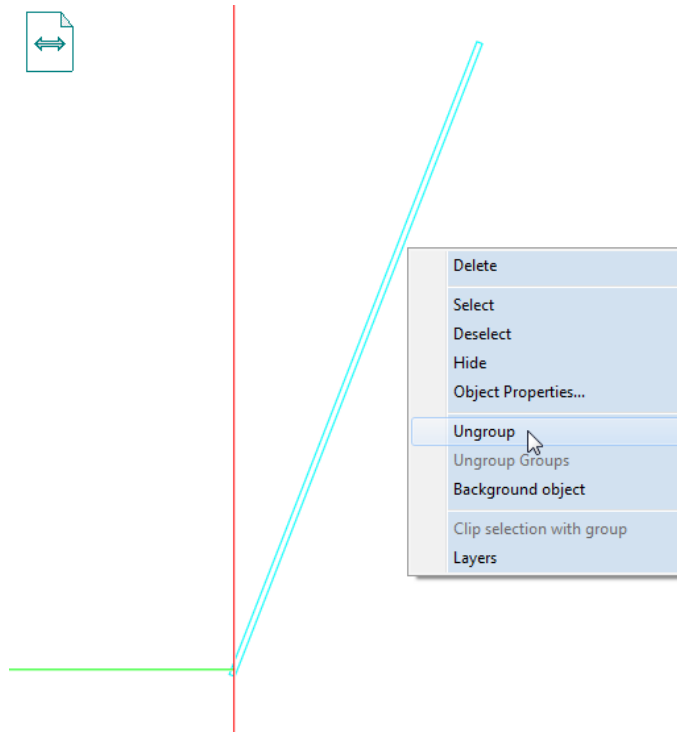 Delete
Select
Deselect
Hide
Object Properties...
Ungroup
Ungroup Groups
Background object
Clip selection with group
Layers